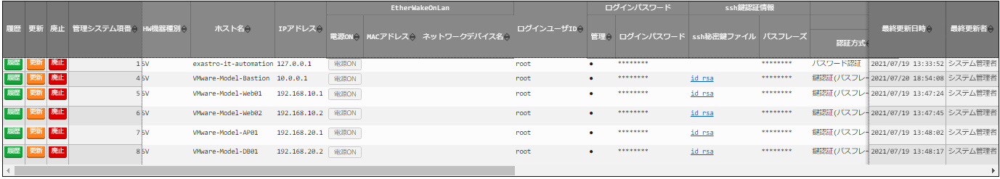 EtherWakeOnLan ログインパスワード ssh鍵認証情報
履歴 更新 廃止 管理システム項番 HW機器種別 ホスト名 IPアドレス 電源ON MACアドレス ネットワークデバイス名 ログインユーザID 管理 ログインパスワード ssh秘密鍵ファイル パスフレーズ 認証方式 最終更新日時 最終更新者
履歴 更新 廃止 1 SV exastro-it-automation 127.0.0.1 電源ON root ● ******** ******** パスワード認証 2021/07/19 13:33:52 システム管理者
履歴 更新 廃止 4 SV VMware-Model-Bastion 10.0.0.1 電源ON root ● ******** id_rsa ******** 鍵認証(パスフレー 2021/07/20 18:54:08 システム管理者
履歴 更新 廃止 5 SV VMware-Model-Web01 192.168.10.1 電源ON root ● ******** id_rsa ******** 鍵認証(パスフレー 2021/07/19 13:47:24 システム管理者
履歴 更新 廃止 6 SV VMware-Model-Web02 192.168.10.2 電源ON root ● ******** id_rsa ******** 鍵認証(パスフレー 2021/07/19 13:47:45 システム管理者
履歴 更新 廃止 7 SV VMware-Model-AP01 192.168.20.1 電源ON root ● ******** id_rsa ******** 鍵認証(パスフレー 2021/07/19 13:48:02 システム管理者
履歴 更新 廃止 8 SV VMware-Model-DB01 192.168.20.2 電源ON root ● ******** id_rsa ******** 鍵認証(パスフレー 2021/07/19 13:48:17 システム管理者